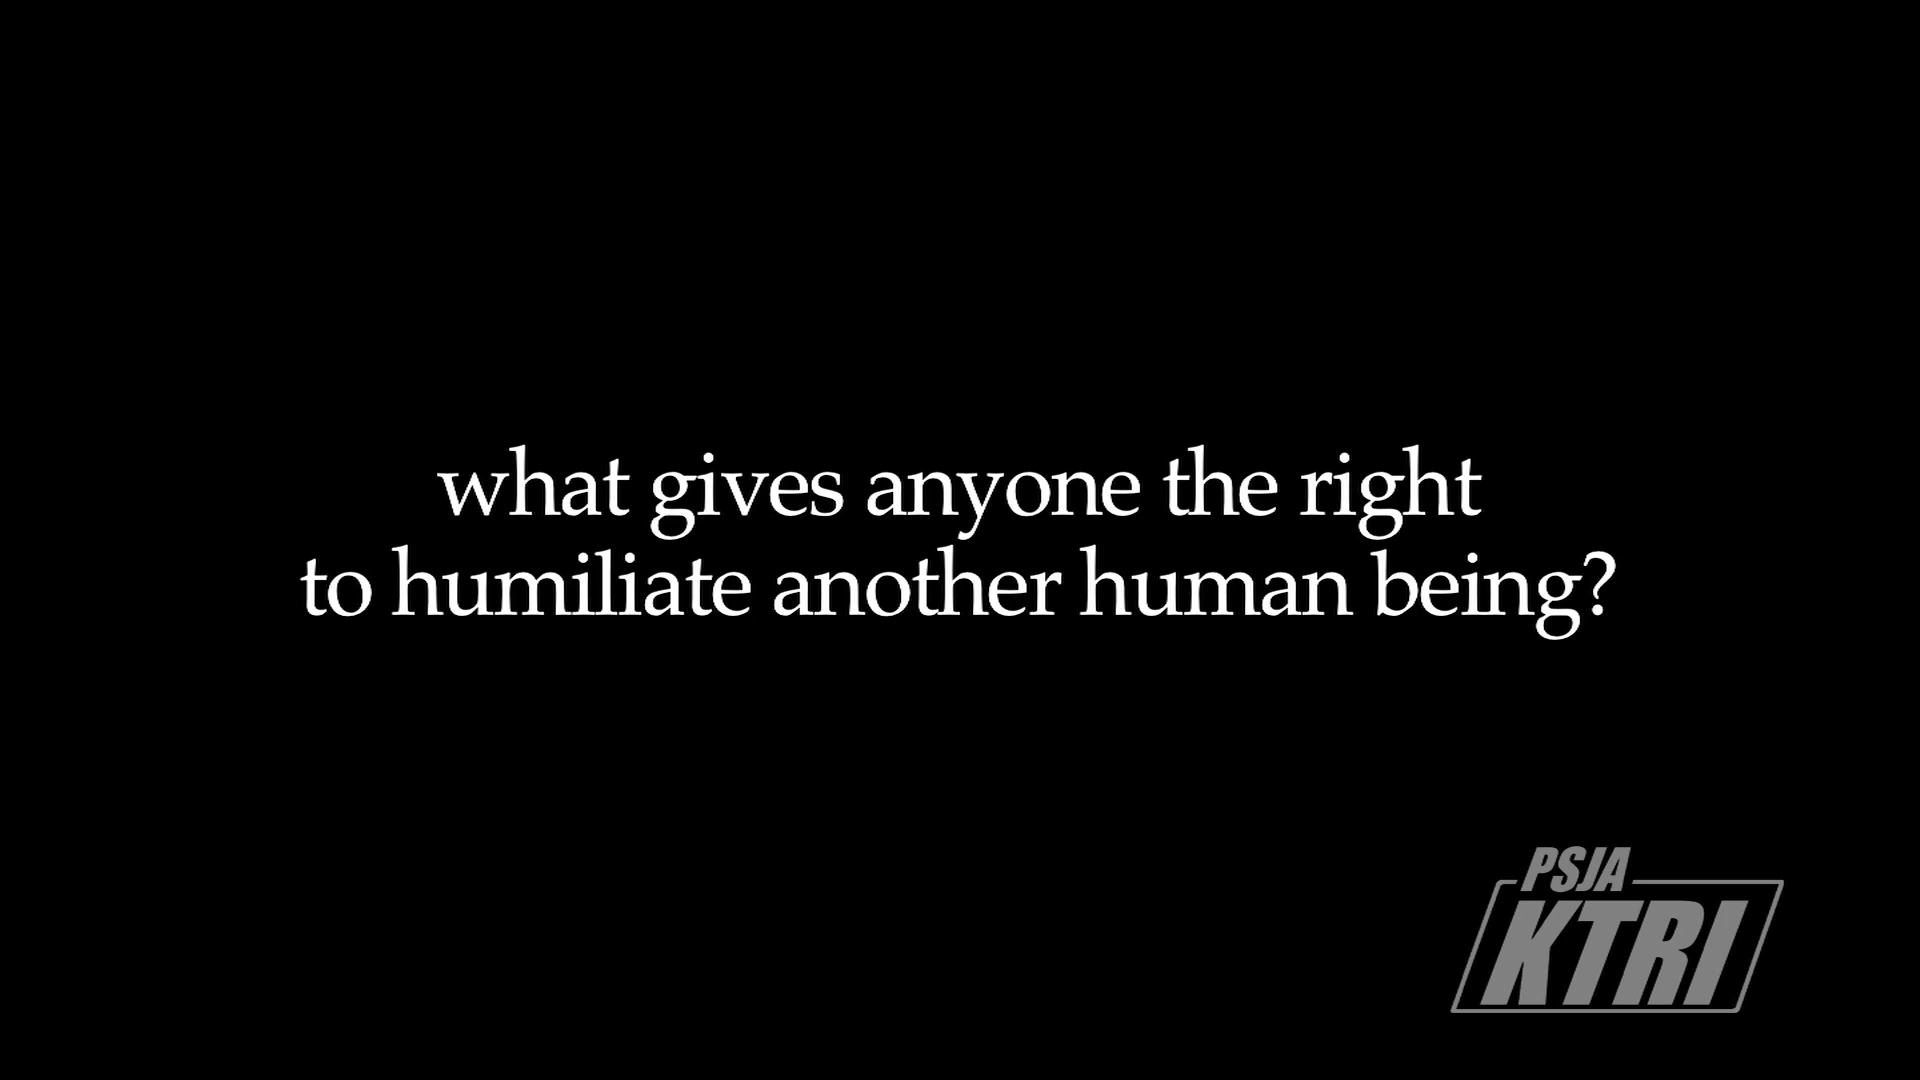 what gives anyone the right
to humiliate another human being?
PSJA
KTRI